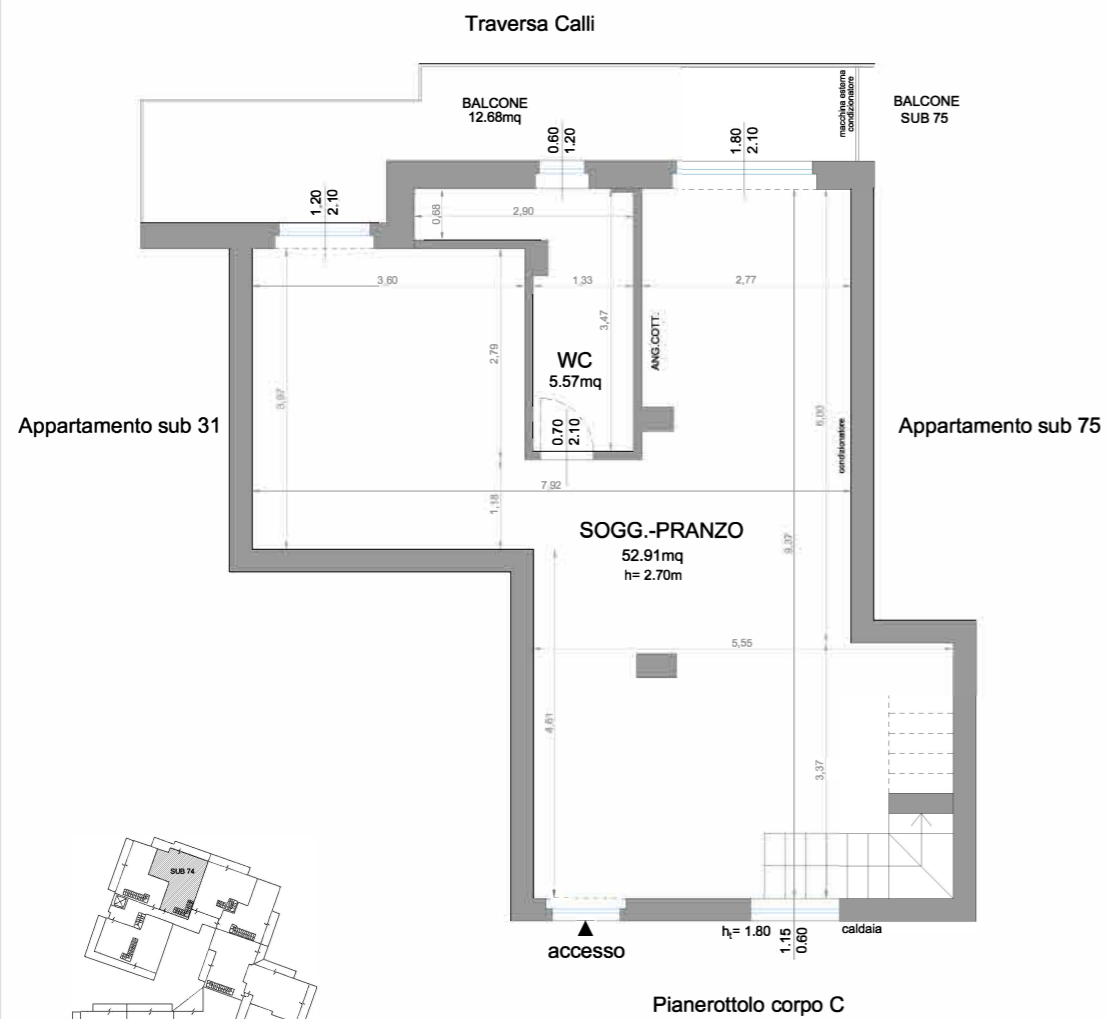 Traversa Calli
BALCONE
12.68mq
macchina esterna
condizionatore
BALCONE
SUB 75
0.60
1.20
1.80
2.10
1.20
2.10
0,68
2,90
3,60
1,33
2,77
3,47
2,79
3,97
ANG.COTT.
WC
5.57mq
0.70
2.10
6,00
condizionatore
Appartamento sub 31
Appartamento sub 75
7,92
1,18
SOGG.-PRANZO
52.91mq
h= 2.70m
9,37
5,55
4,61
3,37
SUB 74
accesso
ht= 1.80
1.15
0.60
caldaia
Pianerottolo corpo C